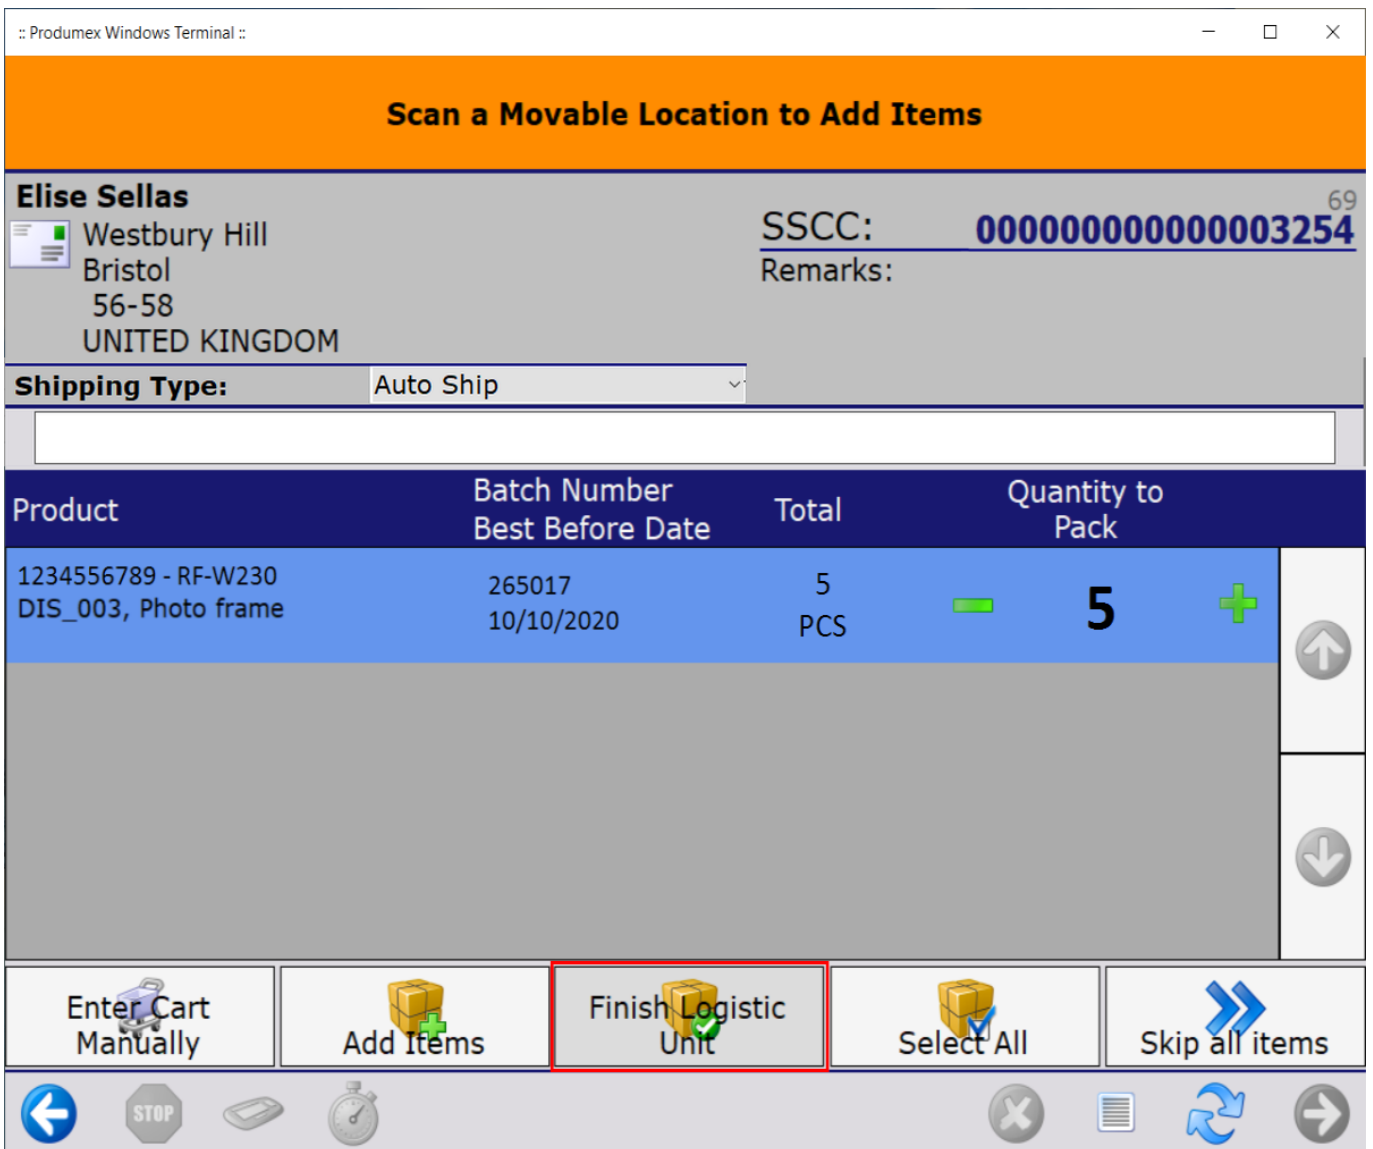 :: Produmex Windows Terminal ::
Scan a Movable Location to Add Items
Elise Sellas
Westbury Hill
Bristol
56-58
UNITED KINGDOM
69
SSCC: 000000000000003254
Remarks:
Shipping Type: Auto Ship
Product
Batch Number
Best Before Date
Total
Quantity to
Pack
1234556789 - RF-W230
DIS_003, Photo frame
265017
10/10/2020
5
PCS
5
Enter Cart
Manually
Add Items
Finish Logistic
Unit
Select All
Skip all items
STOP